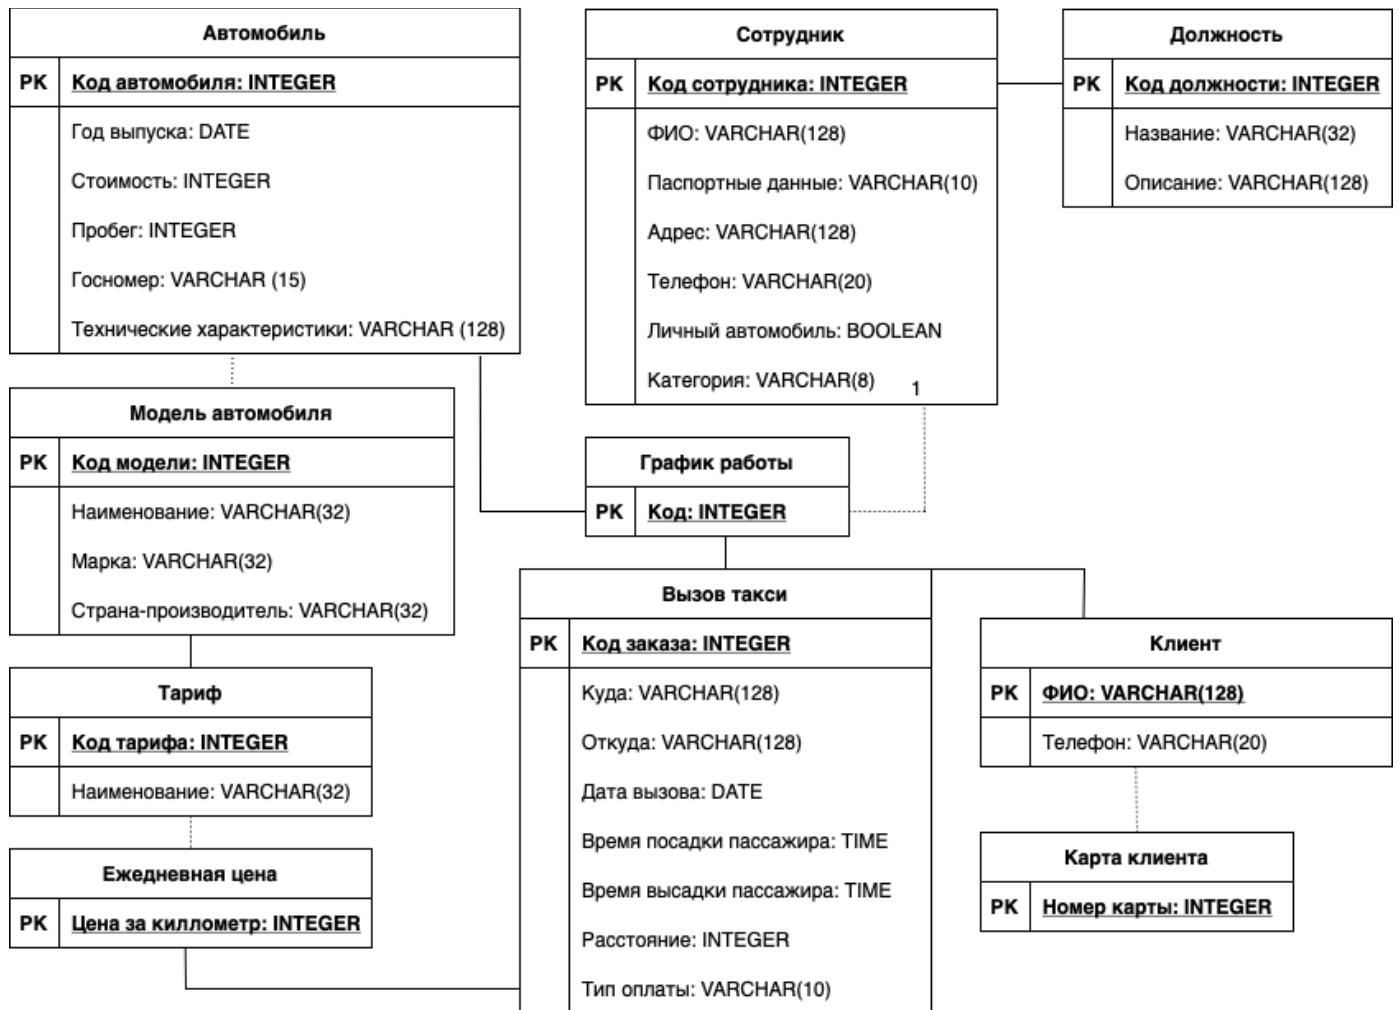 Автомобиль
PK Код автомобиля: INTEGER
Год выпуска: DATE
Стоимость: INTEGER
Пробег: INTEGER
Госномер: VARCHAR (15)
Технические характеристики: VARCHAR (128)
Сотрудник
PK Код сотрудника: INTEGER
ФИО: VARCHAR(128)
Паспортные данные: VARCHAR(10)
Адрес: VARCHAR(128)
Телефон: VARCHAR(20)
Личный автомобиль: BOOLEAN
Категория: VARCHAR(8)
1
Должность
PK Код должности: INTEGER
Название: VARCHAR(32)
Описание: VARCHAR(128)
Модель автомобиля
PK Код модели: INTEGER
Наименование: VARCHAR(32)
Марка: VARCHAR(32)
Страна-производитель: VARCHAR(32)
График работы
PK Код: INTEGER
Тариф
PK Код тарифа: INTEGER
Наименование: VARCHAR(32)
Ежедневная цена
PK Цена за киллометр: INTEGER
Вызов такси
PK Код заказа: INTEGER
Куда: VARCHAR(128)
Откуда: VARCHAR(128)
Дата вызова: DATE
Время посадки пассажира: TIME
Время высадки пассажира: TIME
Расстояние: INTEGER
Тип оплаты: VARCHAR(10)
Клиент
PK ФИО: VARCHAR(128)
Телефон: VARCHAR(20)
Карта клиента
PK Номер карты: INTEGER